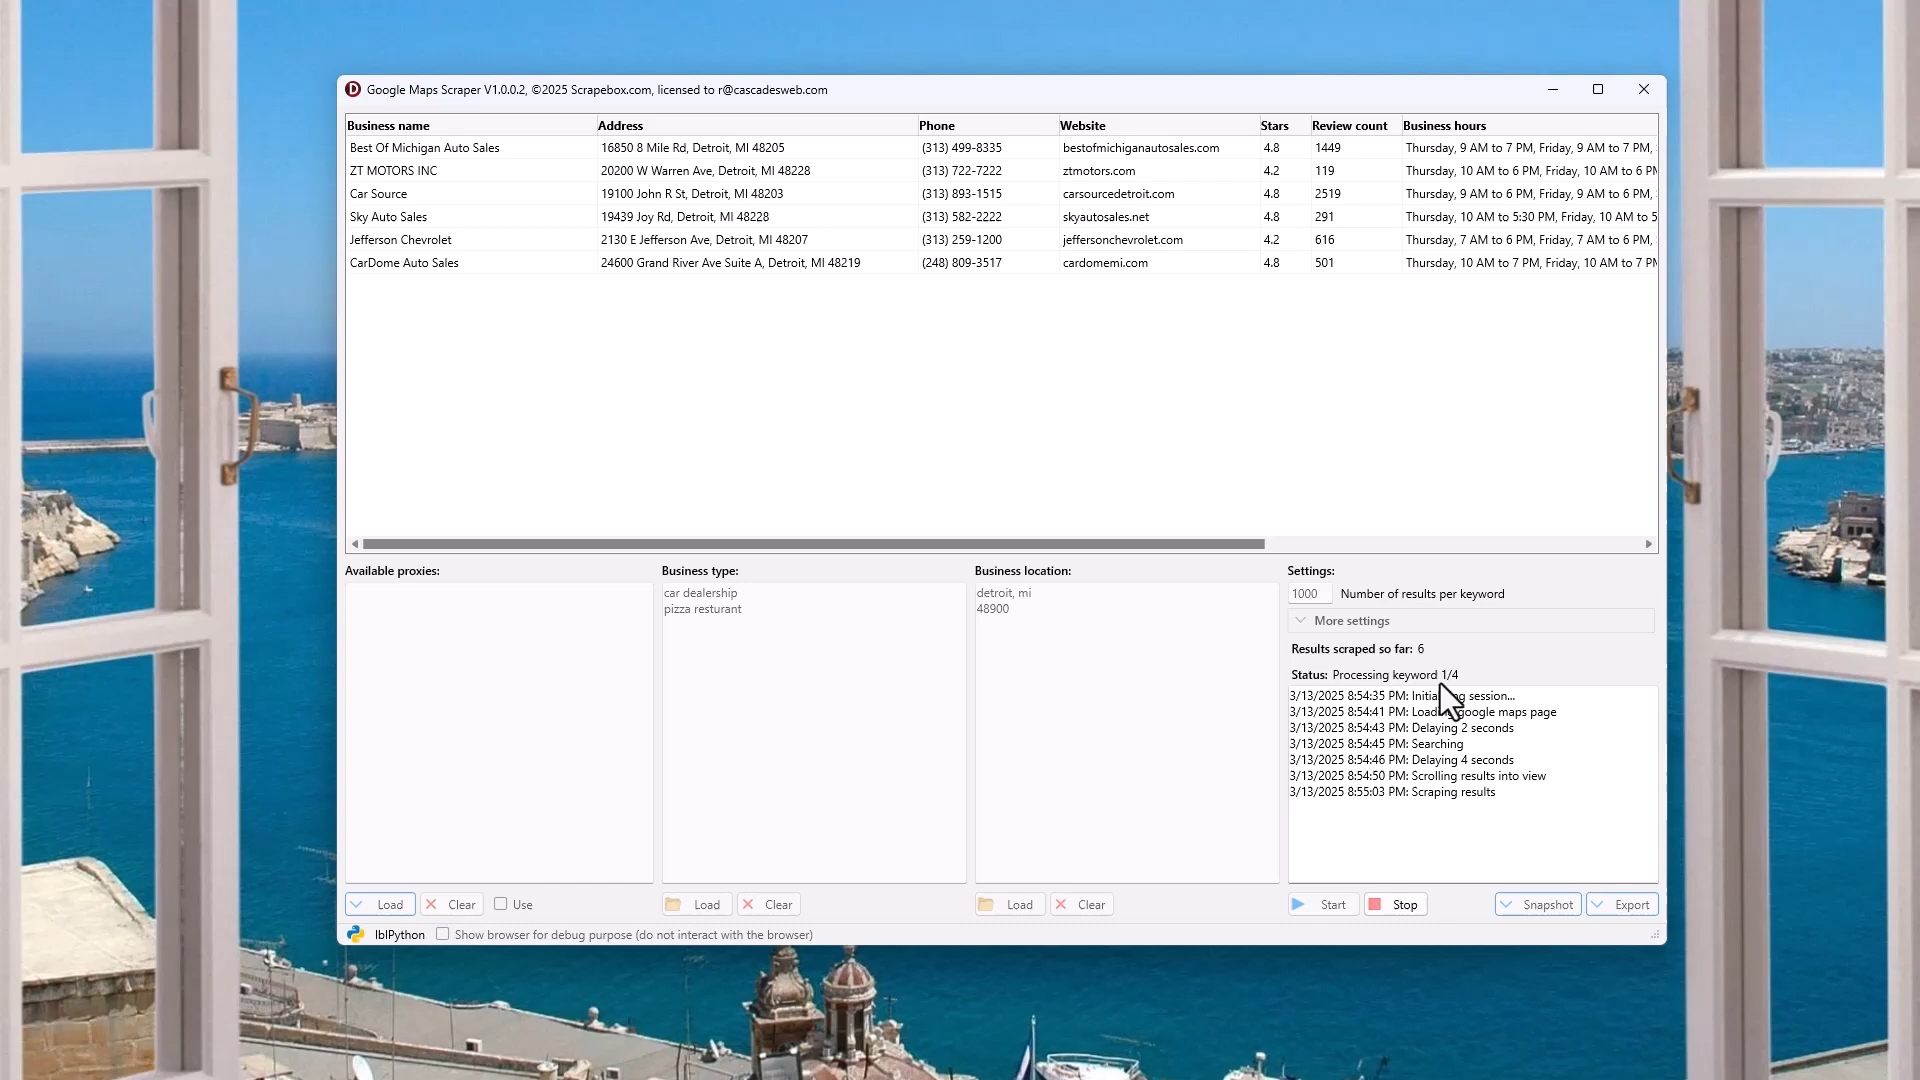 Google Maps Scraper V1.0.0.2, ©2025 Scrapebox.com, licensed to r@cascadesweb.com
Business name Address Phone Website Stars Review count Business hours
Best Of Michigan Auto Sales 16850 8 Mile Rd, Detroit, MI 48205 (313) 499-8335 bestofmichiganautosales.com 4.8 1449 Thursday, 9 AM to 7 PM, Friday, 9 AM to 7 PM,
ZT MOTORS INC 20200 W Warren Ave, Detroit, MI 48228 (313) 722-7222 ztmotors.com 4.2 119 Thursday, 10 AM to 6 PM, Friday, 10 AM to 6 PM
Car Source 19100 John R St, Detroit, MI 48203 (313) 893-1515 carsourcedetroit.com 4.8 2519 Thursday, 9 AM to 6 PM, Friday, 9 AM to 6 PM,
Sky Auto Sales 19439 Joy Rd, Detroit, MI 48228 (313) 582-2222 skyautosales.net 4.8 291 Thursday, 10 AM to 5:30 PM, Friday, 10 AM to 5
Jefferson Chevrolet 2130 E Jefferson Ave, Detroit, MI 48207 (313) 259-1200 jeffersonchevrolet.com 4.2 616 Thursday, 7 AM to 6 PM, Friday, 7 AM to 6 PM,
CarDome Auto Sales 24600 Grand River Ave Suite A, Detroit, MI 48219 (248) 809-3517 cardomemi.com 4.8 501 Thursday, 10 AM to 7 PM, Friday, 10 AM to 7 PM
Available proxies: Business type: Business location: Settings:
car dealership
pizza resturant
detroit, mi
48900
1000 Number of results per keyword
More settings
Results scraped so far: 6
Status: Processing keyword 1/4
3/13/2025 8:54:35 PM: session...
3/13/2025 8:54:41 PM: google maps page
3/13/2025 8:54:43 PM: Delaying 2 seconds
3/13/2025 8:54:45 PM: Searching
3/13/2025 8:54:46 PM: Delaying 4 seconds
3/13/2025 8:54:50 PM: Scrolling results into view
3/13/2025 8:55:03 PM: Scraping results
Load Clear Use Load Clear Load Clear Start Stop Snapshot Export
lblPython Show browser for debug purpose (do not interact with the browser)